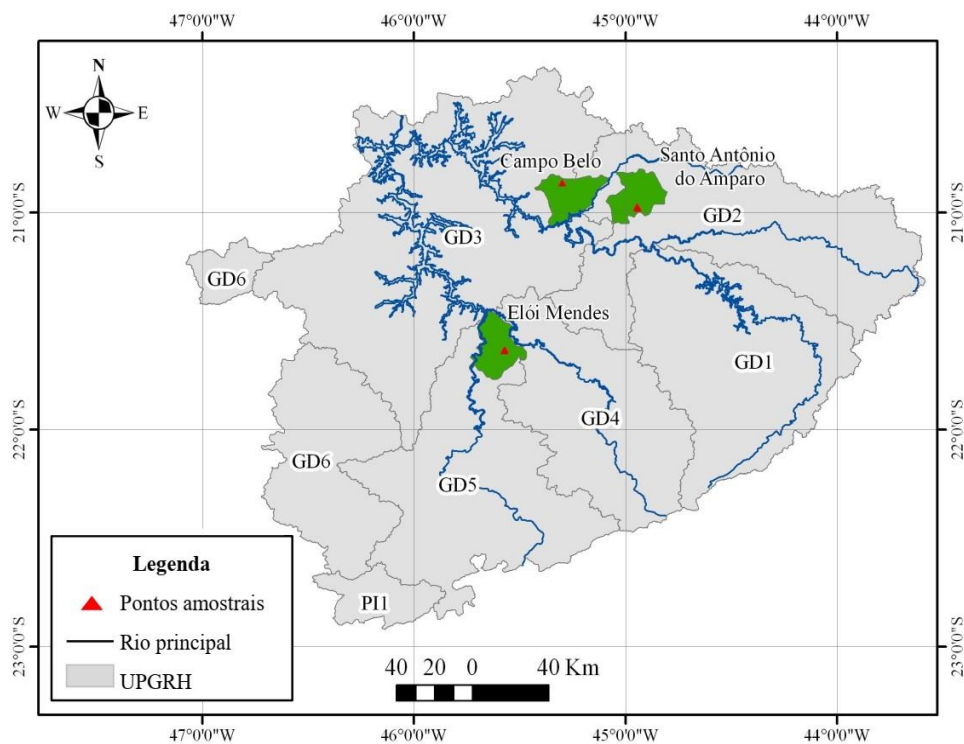 47°0'0"W 46°0'0"W 45°0'0"W 44°0'0"W
N
W E
S
Campo Belo
Santo Antônio
do Amparo
21°0'0"S 21°0'0"S
GD2
GD3
GD6
Elói Mendes
GD1
GD4
22°0'0"S 22°0'0"S
GD6
GD5
Legenda
Pontos amostrais
PI1
Rio principal
23°0'0"S 23°0'0"S
40 20 0 40 Km
UPGRH
47°0'0"W 46°0'0"W 45°0'0"W 44°0'0"W